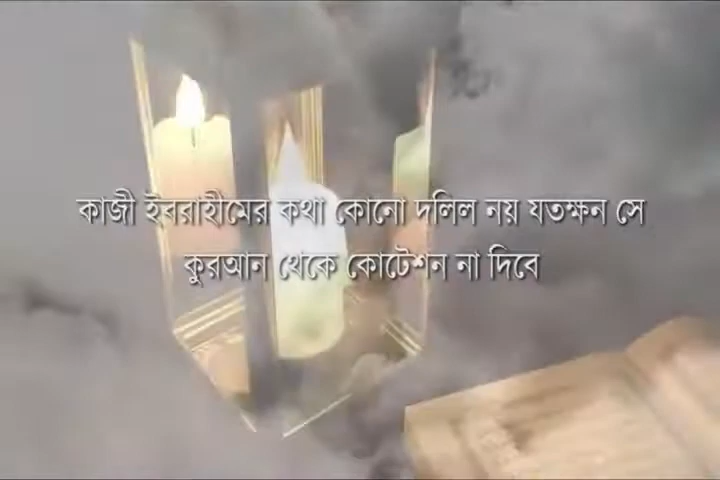 কাজী ইবরাহীমের কথা কোনো দলিল নয় যতক্ষন সে
কুরআন থেকে কোটেশন না দিবে